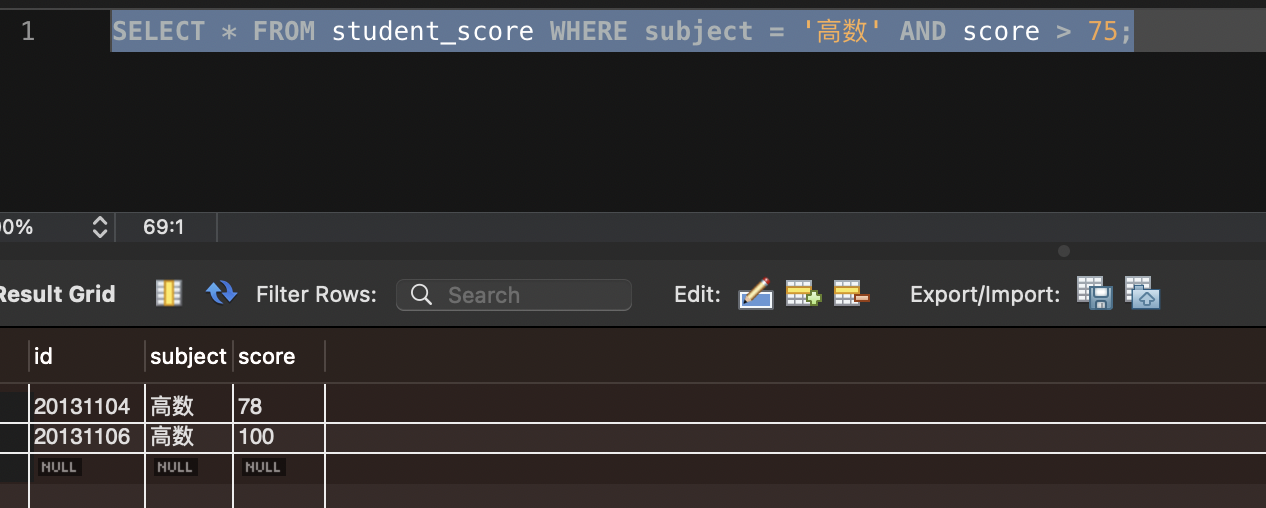 1 SELECT * FROM student_score WHERE subject = '高数' AND score > 75;
00% 69:1
Result Grid Filter Rows: Search Edit: Export/Import:
id subject score
20131104 高数 78
20131106 高数 100
NULL NULL NULL